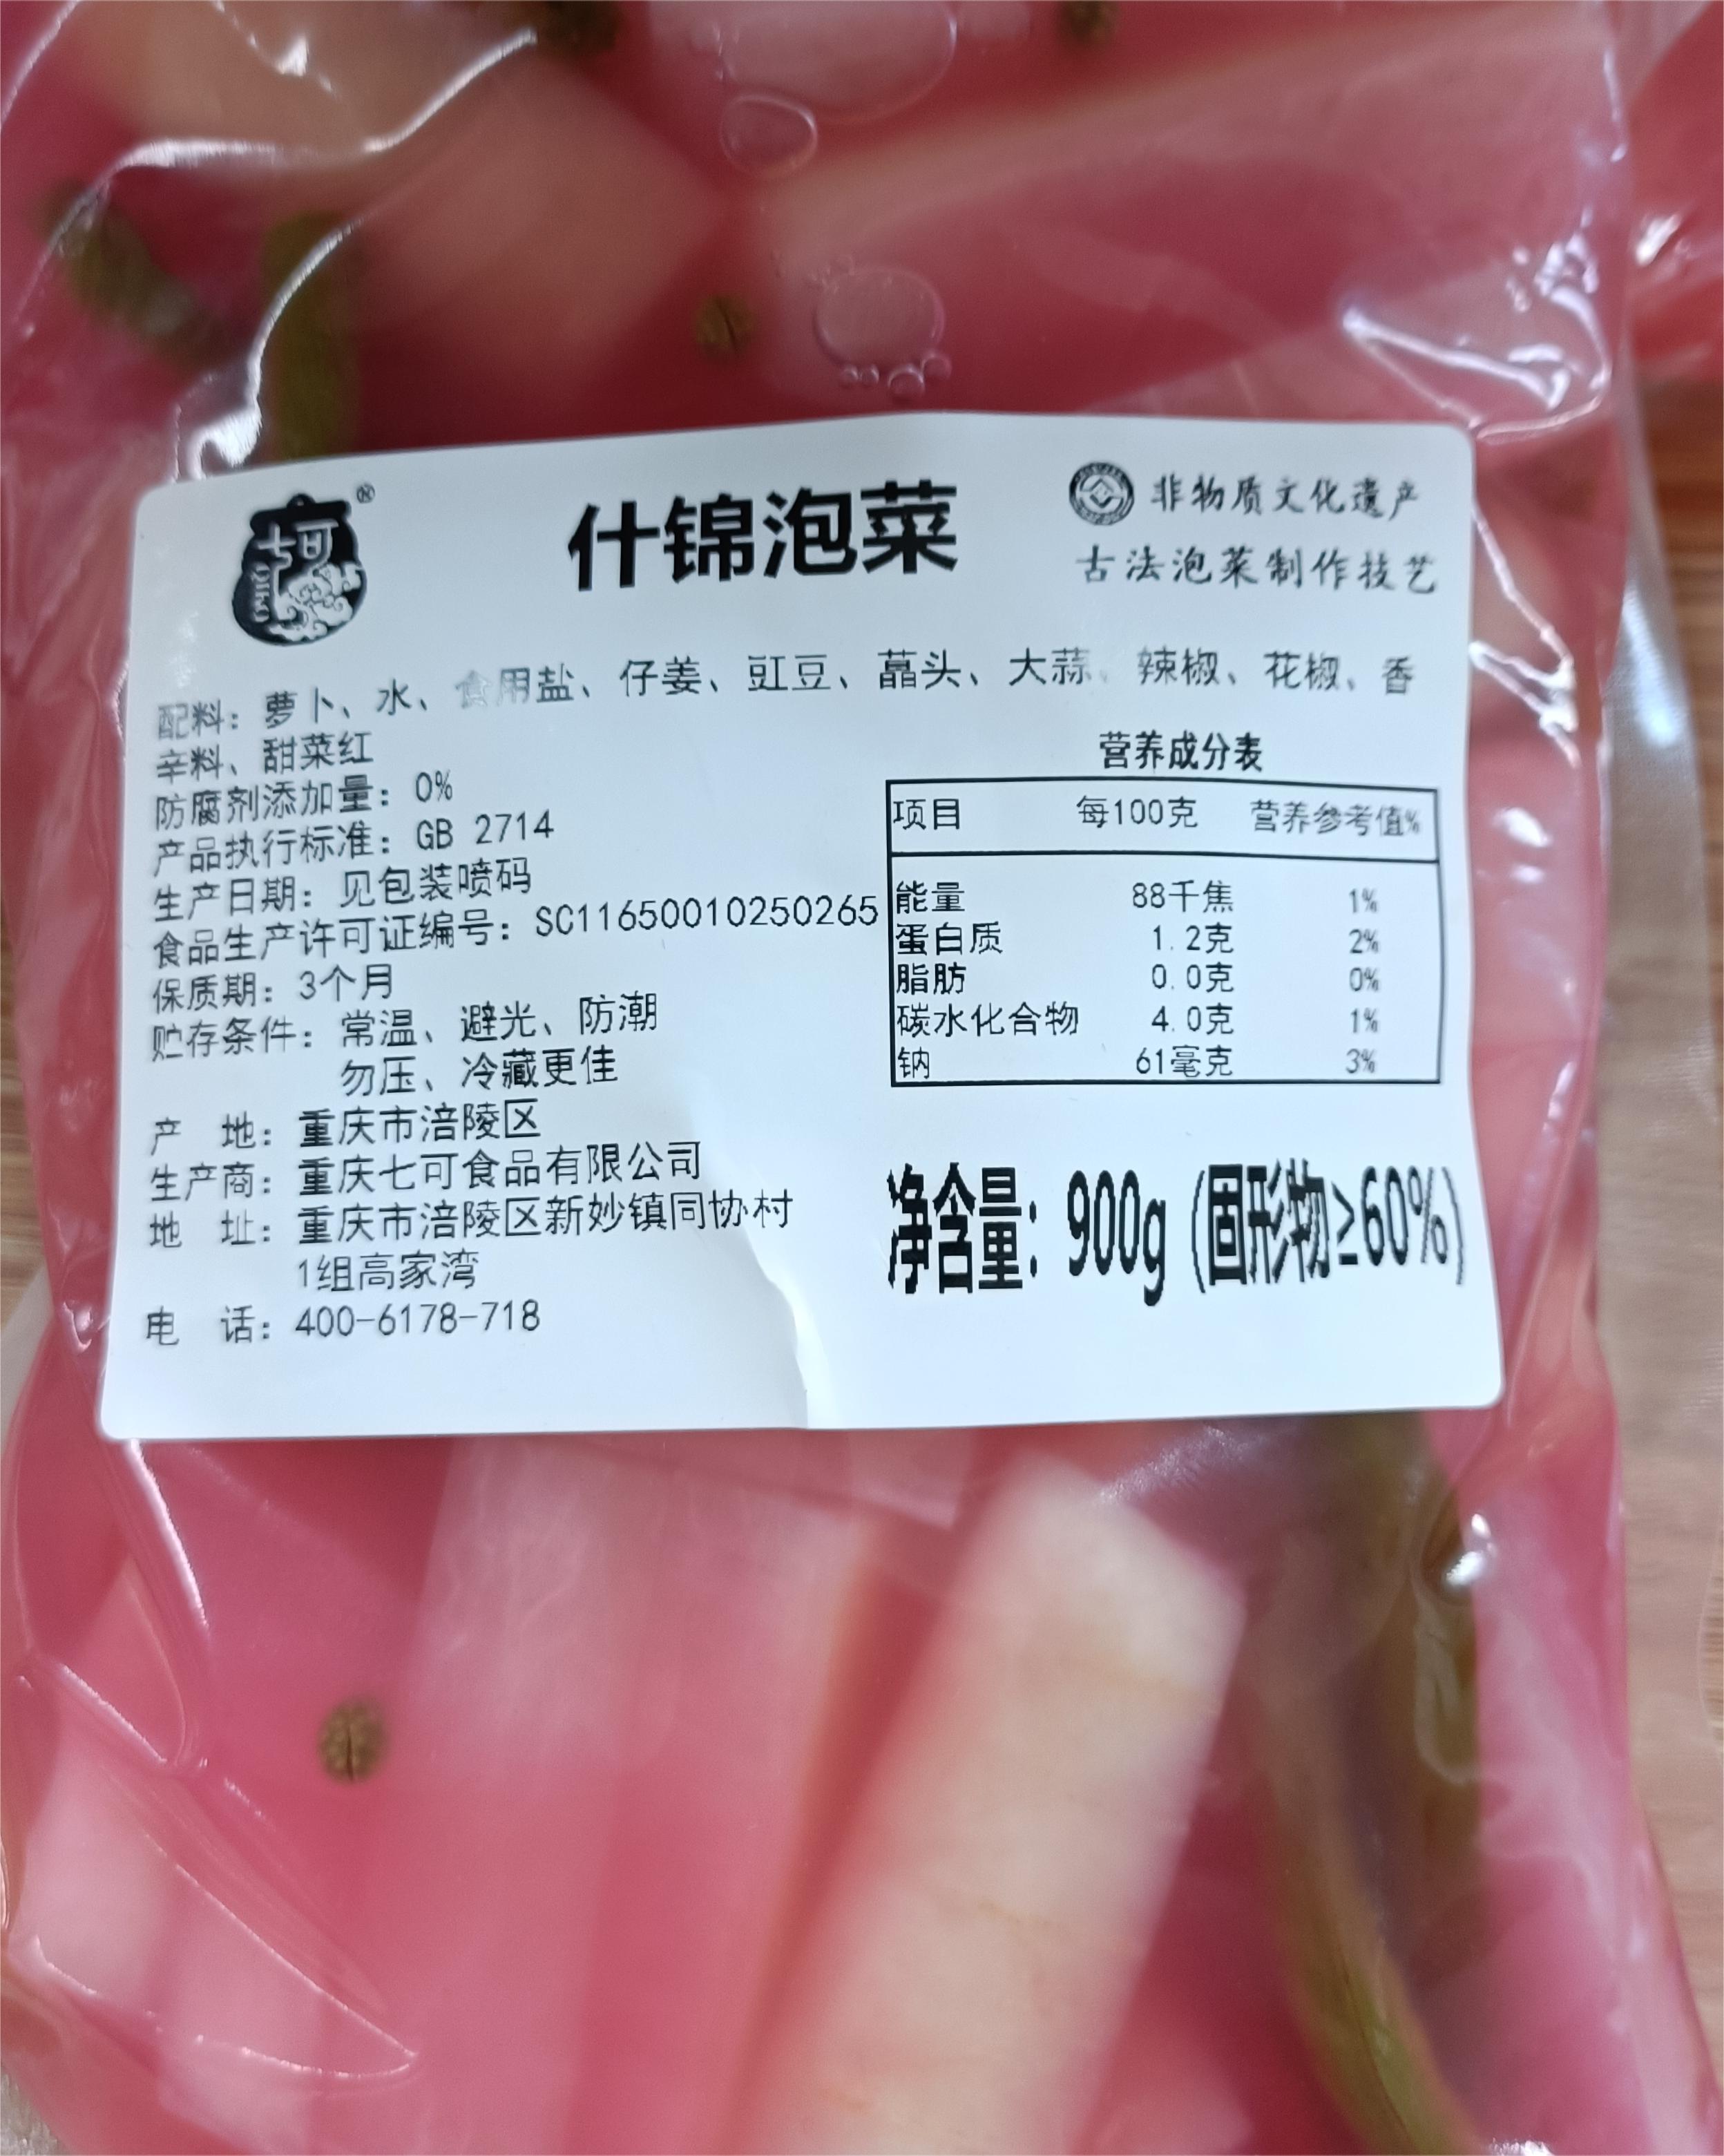 七可
QIKE
®
什锦泡菜
非物质文化遗产
古法泡菜制作技艺
配料：萝卜、水、食用盐、仔姜、豇豆、藠头、大蒜、辣椒、花椒、香
辛料、甜菜红
防腐剂添加量：0%
产品执行标准：GB 2714
生产日期：见包装喷码
食品生产许可证编号：SC11650010250265
保质期：3个月
贮存条件：常温、避光、防潮
勿压、冷藏更佳
产 地：重庆市涪陵区
生产商：重庆七可食品有限公司
地 址：重庆市涪陵区新妙镇同协村
1组高家湾
电 话：400-6178-718
营养成分表
项目 每100克 营养参考值%
能量 88千焦 1%
蛋白质 1.2克 2%
脂肪 0.0克 0%
碳水化合物 4.0克 1%
钠 61毫克 3%
净含量：900g (固形物≥60%)